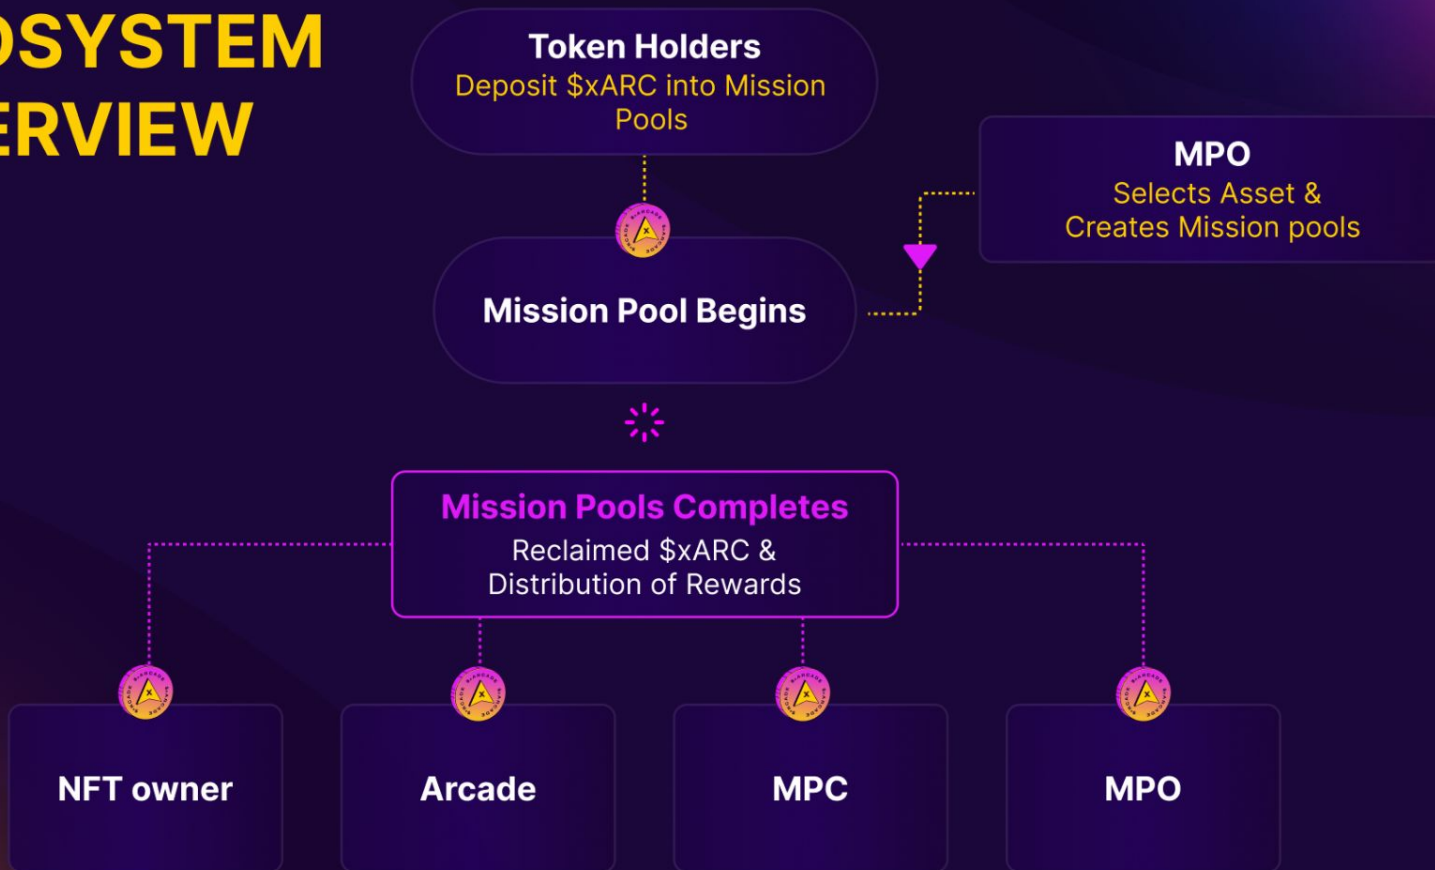 OSYSTEM
ERVIEW
Token Holders
Deposit $xARC into Mission
Pools
MPO
Selects Asset &
Creates Mission pools
Mission Pool Begins
Mission Pools Completes
Reclaimed $xARC &
Distribution of Rewards
NFT owner
Arcade
MPC
MPO